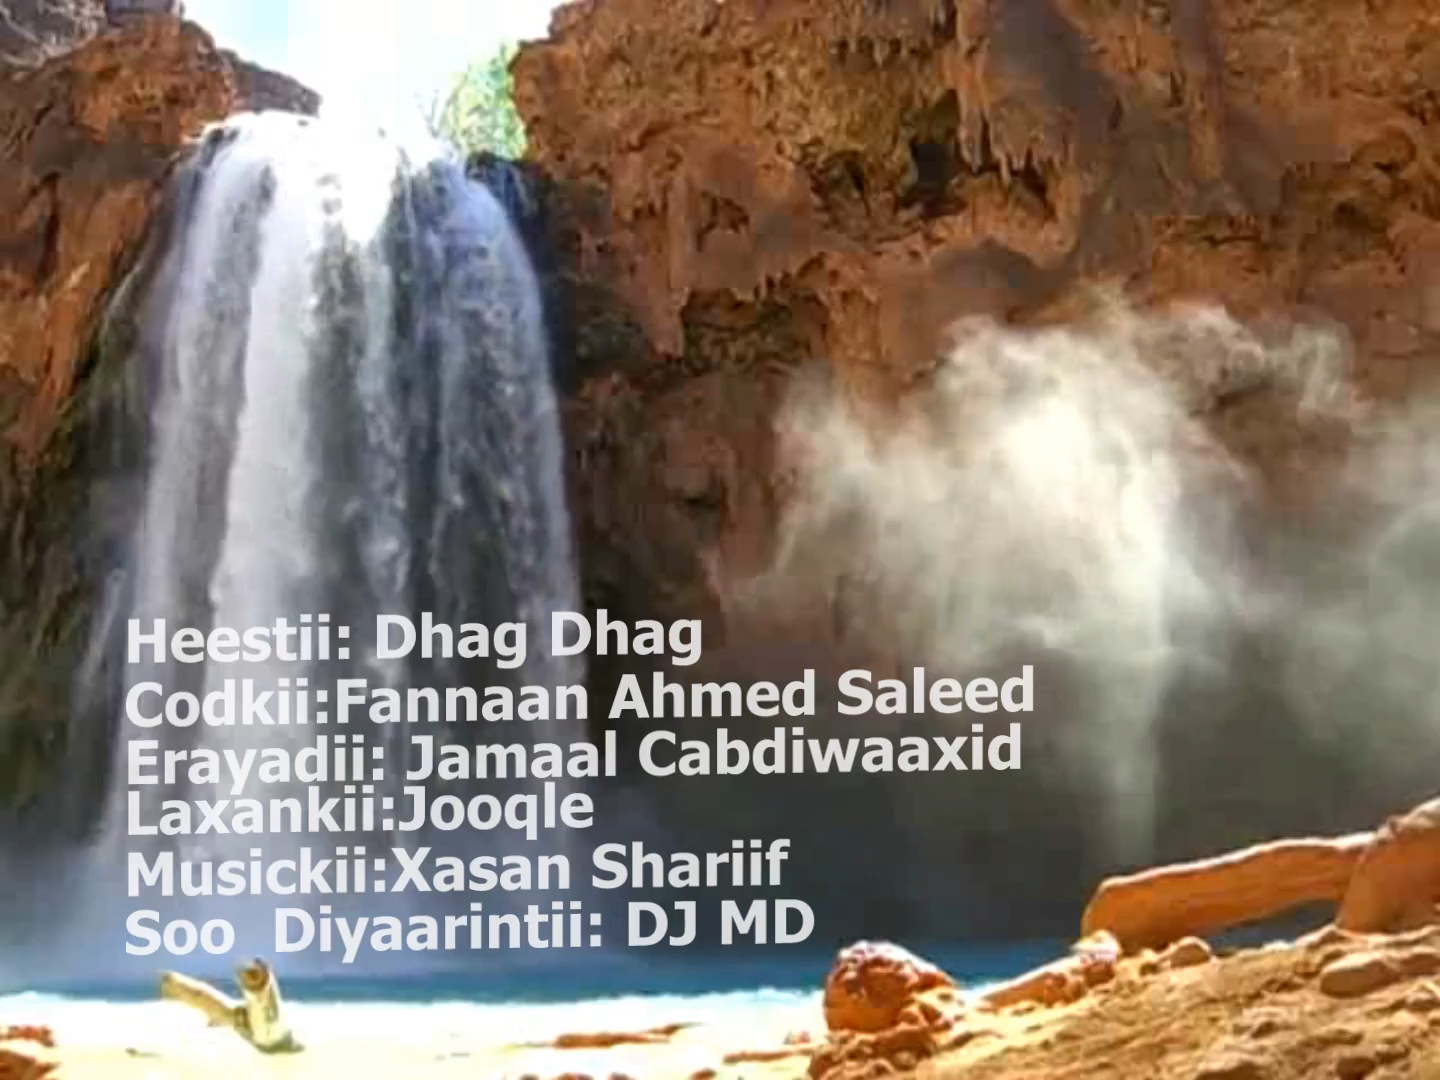 Heestii: Dhag Dhag
Codkii:Fannaan Ahmed Saleed
Erayadii: Jamaal Cabdiwaaxid
Laxankii:Jooqle
Musickii:Xasan Shariif
Soo  Diyaarintii: DJ MD